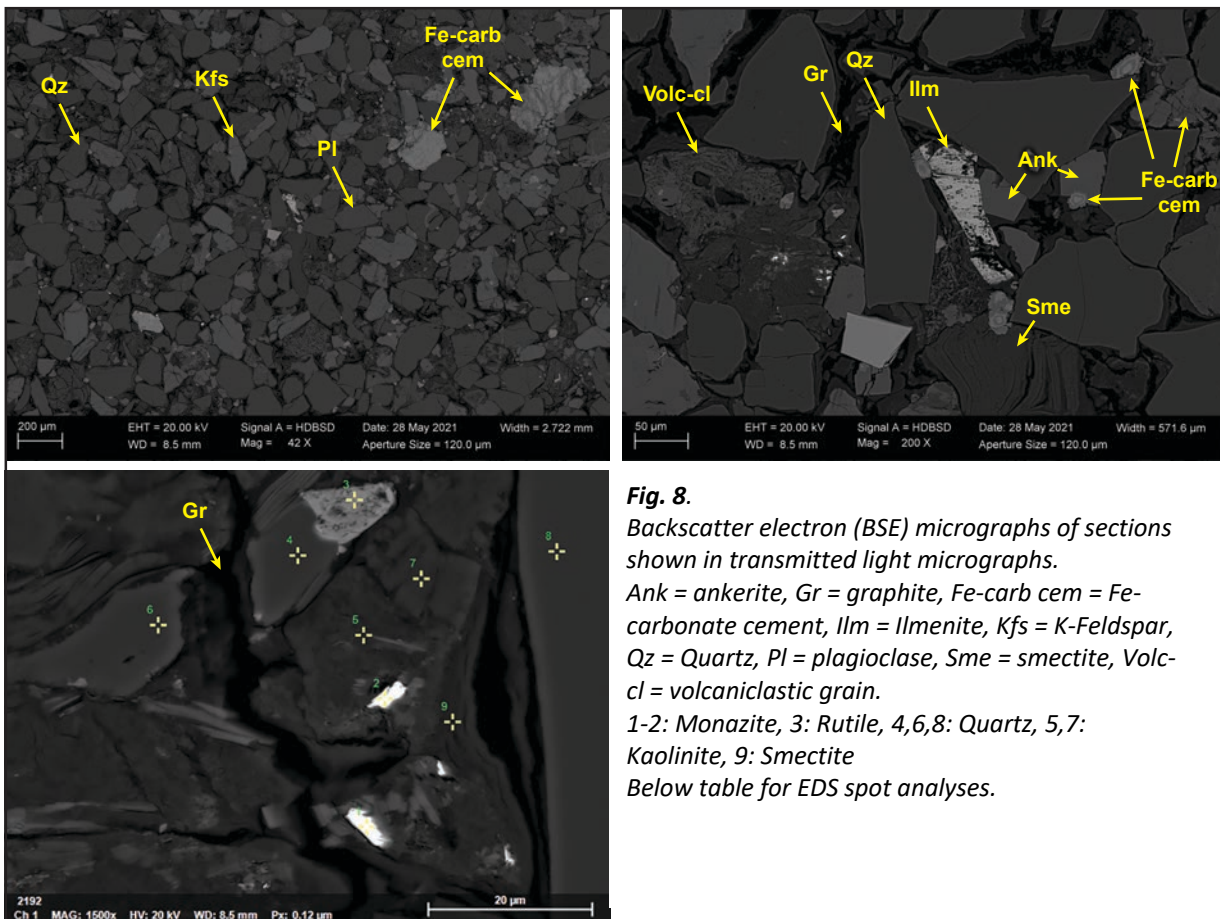 Qz
Kfs
Pl
Fe-carb
cem
200 µm
EHT = 20.00 kV
WD = 8.5 mm
Signal A = HDBSD
Mag = 42 X
Date: 28 May 2021
Aperture Size = 120.0 µm
Width = 2.722 mm
Volc-cl
Gr
Qz
Ilm
Ank
Fe-carb
cem
Sme
50 µm
EHT = 20.00 kV
WD = 8.5 mm
Signal A = HDBSD
Mag = 200 X
Date: 28 May 2021
Aperture Size = 120.0 µm
Width = 571.6 µm
Gr
3
4
8
7
6
5
2
9
2192
20 µm
Ch 1 MAG: 1500x HV: 20 kV WD: 8.5 mm Px: 0.12 µm
Fig. 8.
Backscatter electron (BSE) micrographs of sections
shown in transmitted light micrographs.
Ank = ankerite, Gr = graphite, Fe-carb cem = Fe-
carbonate cement, Ilm = Ilmenite, Kfs = K-Feldspar,
Qz = Quartz, Pl = plagioclase, Sme = smectite, Volc-
cl = volcaniclastic grain.
1-2: Monazite, 3: Rutile, 4,6,8: Quartz, 5,7:
Kaolinite, 9: Smectite
Below table for EDS spot analyses.